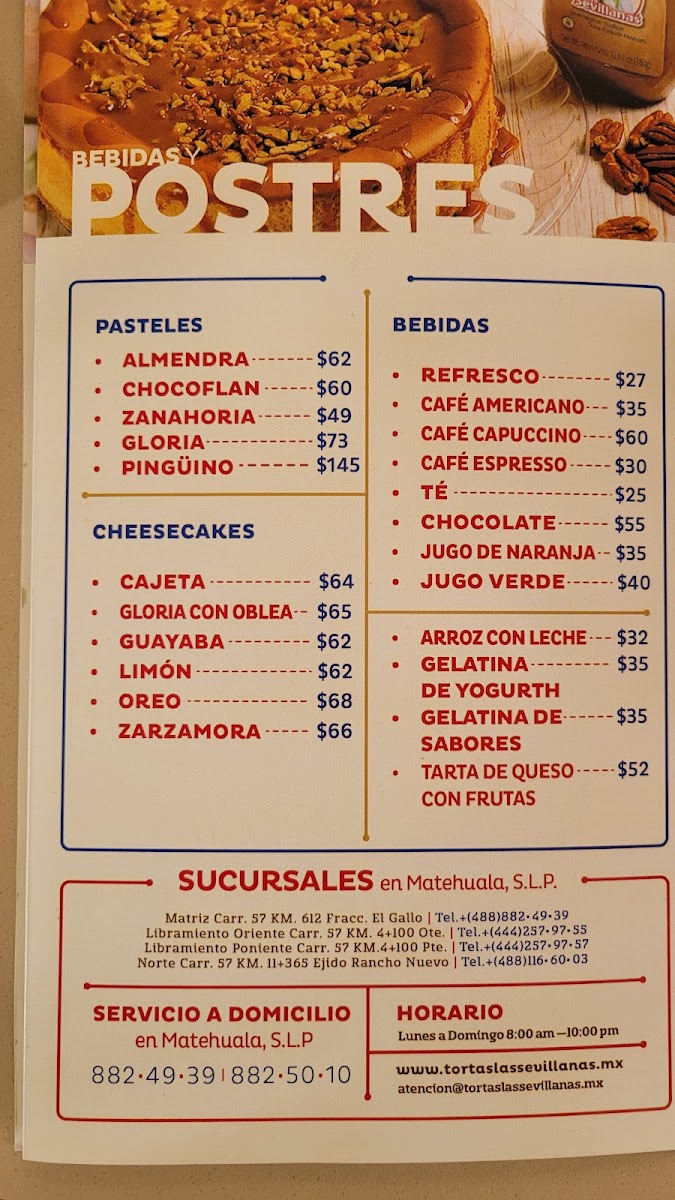 Sevillanas
BEBIDAS Y
POSTRES
PASTELES
• ALMENDRA------- $62
• CHOCOFLAN ------ $60
• ZANAHORIA------ $49
• GLORIA------------ $73
• PINGÜINO -------- $145
CHEESECAKES
• CAJETA ----------- $64
• GLORIA CON OBLEA-- $65
• GUAYABA --------- $62
• LIMÓN ------------- $62
• OREO ------------- $68
• ZARZAMORA ----- $66
BEBIDAS
• REFRESCO-------- $27
• CAFÉ AMERICANO--- $35
• CAFÉ CAPUCCINO---- $60
• CAFÉ ESPRESSO----- $30
• TÉ ------------------ $25
• CHOCOLATE------ $55
• JUGO DE NARANJA-- $35
• JUGO VERDE----- $40
• ARROZ CON LECHE--- $32
• GELATINA--------- $35
DE YOGURTH
• GELATINA DE------ $35
SABORES
• TARTA DE QUESO---- $52
CON FRUTAS
SUCURSALES en Matehuala, S.L.P.
Matriz Carr. 57 KM. 612 Fracc. El Gallo | Tel.+(488)882•49•39
Libramiento Oriente Carr. 57 KM. 4+100 Ote. | Tel.+(444)257•97•55
Libramiento Poniente Carr. 57 KM.4+100 Pte. | Tel.+(444)257•97•57
Norte Carr. 57 KM. 11+365 Ejido Rancho Nuevo | Tel.+(488)116•60•03
SERVICIO A DOMICILIO
en Matehuala, S.L.P
882•49•39 | 882•50•10
HORARIO
Lunes a Domingo 8:00 am —10:00 pm
www.tortaslassevillanas.mx
atencion@tortaslassevillanas.mx